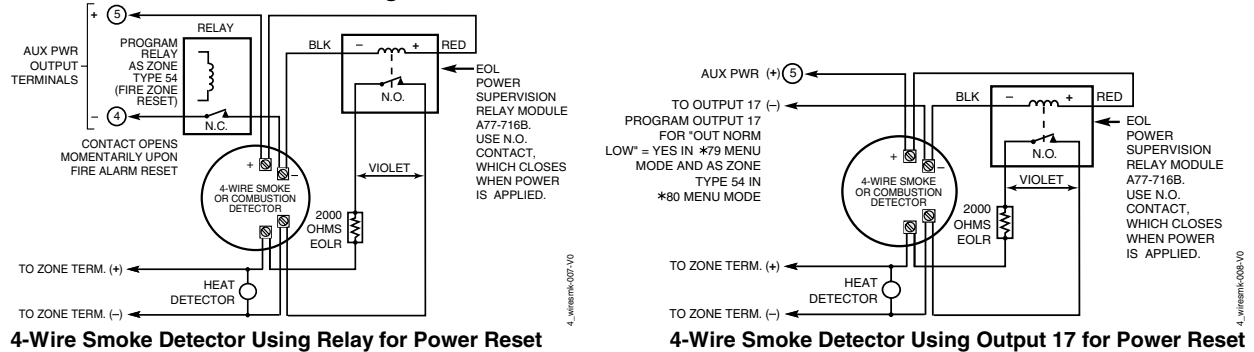 + 5
RELAY
AUX PWR
OUTPUT
TERMINALS
PROGRAM
RELAY
AS ZONE
TYPE 54
(FIRE ZONE
RESET)
– 4
N.C.
CONTACT OPENS
MOMENTARILY UPON
FIRE ALARM RESET
BLK
– +
RED
N.O.
EOL
POWER
SUPERVISION
RELAY MODULE
A77-716B.
USE N.O.
CONTACT,
WHICH CLOSES
WHEN POWER
IS APPLIED.
+ –
4-WIRE SMOKE
OR COMBUSTION
DETECTOR
VIOLET
2000
OHMS
EOLR
TO ZONE TERM. (+)
HEAT
DETECTOR
TO ZONE TERM. (–)
4_wiresmk-007-V0
4-Wire Smoke Detector Using Relay for Power Reset
AUX PWR (+) 5
TO OUTPUT 17 (–)
PROGRAM OUTPUT 17
FOR "OUT NORM
LOW" = YES IN ✱79 MENU
MODE AND AS ZONE
TYPE 54 IN
✱80 MENU MODE
BLK
– +
RED
N.O.
EOL
POWER
SUPERVISION
RELAY MODULE
A77-716B.
USE N.O.
CONTACT,
WHICH CLOSES
WHEN POWER
IS APPLIED.
+ –
4-WIRE SMOKE
OR COMBUSTION
DETECTOR
VIOLET
2000
OHMS
EOLR
TO ZONE TERM. (+)
HEAT
DETECTOR
TO ZONE TERM. (–)
4_wiresmk-008-V0
4-Wire Smoke Detector Using Output 17 for Power Reset